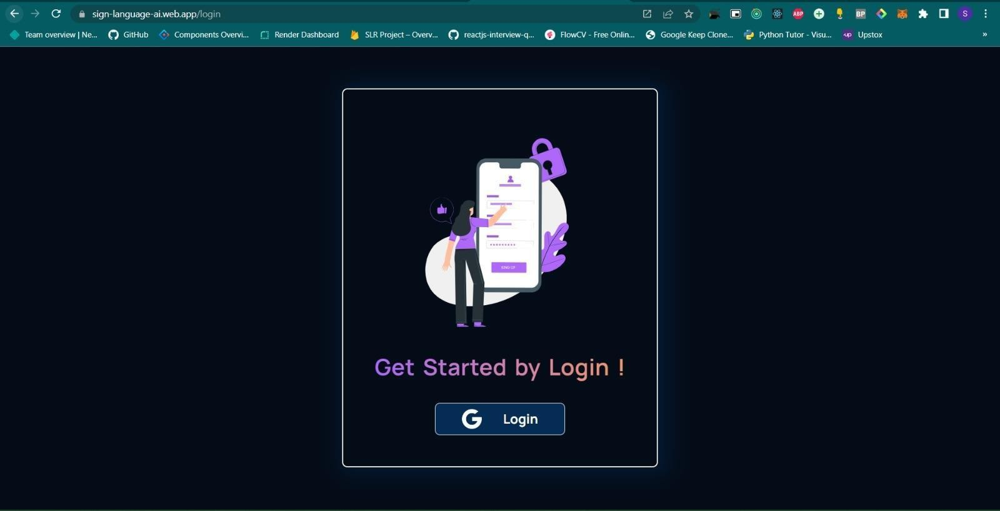 sign-language-ai.web.app/login
ABP
BP
S
Team overview | Ne...
GitHub
Components Overvi...
Render Dashboard
SLR Project – Overv...
reactjs-interview-q...
FlowCV - Free Onlin...
Google Keep Clone...
Python Tutor - Visu...
up
Upstox
»
SING UP
Get Started by Login !
G
Login